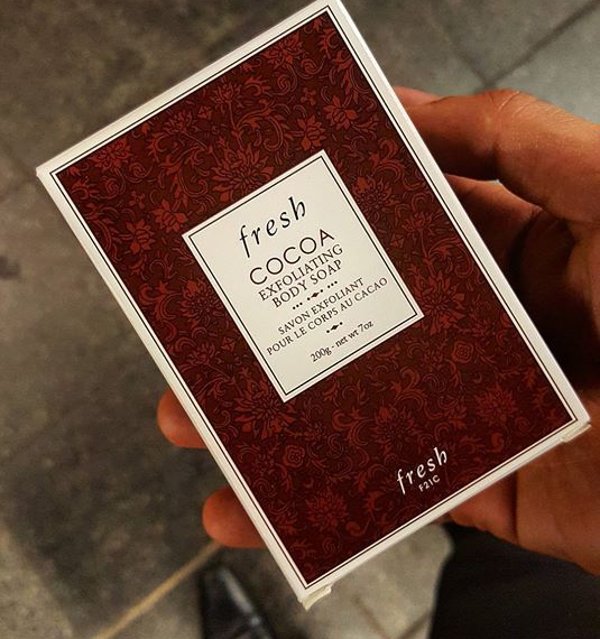 fresh
COCOA
EXFOLIATING
BODY SOAP
SAVON EXFOLIANT
POUR LE CORPS AU CACAO
200g - net wt 7oz
fresh
F21C